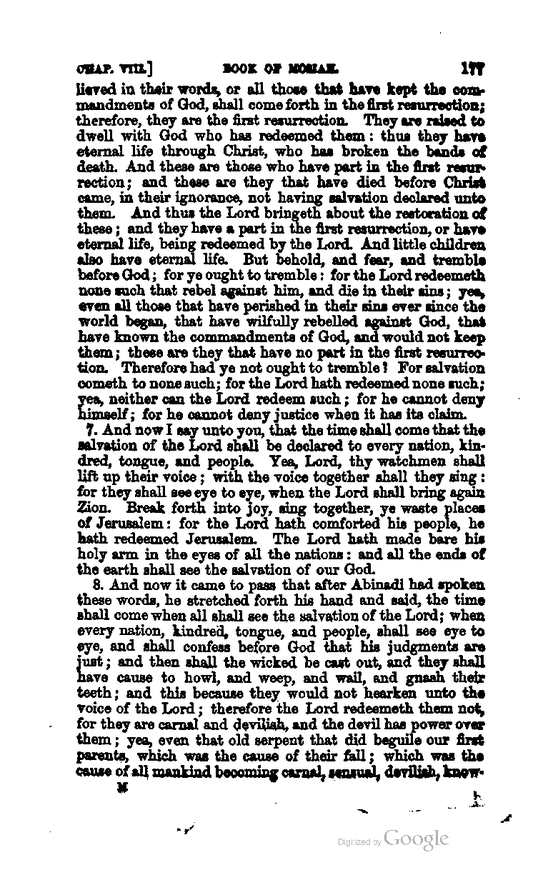 CHAP. VIII.] BOOK OF MOSIAH. 177
lieved in their words, or all those that have kept the com-
mandments of God, shall come forth in the first resurrection;
therefore, they are the first resurrection. They are raised to
dwell with God who has redeemed them: thus they have
eternal life through Christ, who has broken the bands of
death. And these are those who have part in the first resur-
rection; and these are they that have died before Christ
came, in their ignorance, not having salvation declared unto
them. And thus the Lord bringeth about the restoration of
these; and they have a part in the first resurrection, or have
eternal life, being redeemed by the Lord. And little children
also have eternal life. But behold, and fear, and tremble
before God; for ye ought to tremble: for the Lord redeemeth
none such that rebel against him, and die in their sins; yea,
even all those that have perished in their sins ever since the
world began, that have wilfully rebelled against God, that
have known the commandments of God, and would not keep
them; these are they that have no part in the first resurrec-
tion. Therefore had ye not ought to tremble? For salvation
cometh to none such; for the Lord hath redeemed none such;
yea, neither can the Lord redeem such; for he cannot deny
himself; for he cannot deny justice when it has its claim.
7. And now I say unto you, that the time shall come that the
salvation of the Lord shall be declared to every nation, kin-
dred, tongue, and people. Yea, Lord, thy watchmen shall
lift up their voice; with the voice together shall they sing:
for they shall see eye to eye, when the Lord shall bring again
Zion. Break forth into joy, sing together, ye waste places
of Jerusalem: for the Lord hath comforted his people, he
hath redeemed Jerusalem. The Lord hath made bare his
holy arm in the eyes of all the nations: and all the ends of
the earth shall see the salvation of our God.
8. And now it came to pass that after Abinadi had spoken
these words, he stretched forth his hand and said, the time
shall come when all shall see the salvation of the Lord; when
every nation, kindred, tongue, and people, shall see eye to
eye, and shall confess before God that his judgments are
just; and then shall the wicked be cast out, and they shall
have cause to howl, and weep, and wail, and gnash their
teeth; and this because they would not hearken unto the
voice of the Lord; therefore the Lord redeemeth them not,
for they are carnal and devilish, and the devil has power over
them; yea, even that old serpent that did beguile our first
parents, which was the cause of their fall; which was the
cause of all mankind becoming carnal, sensual, devilish, know-
M
Digitized by Google